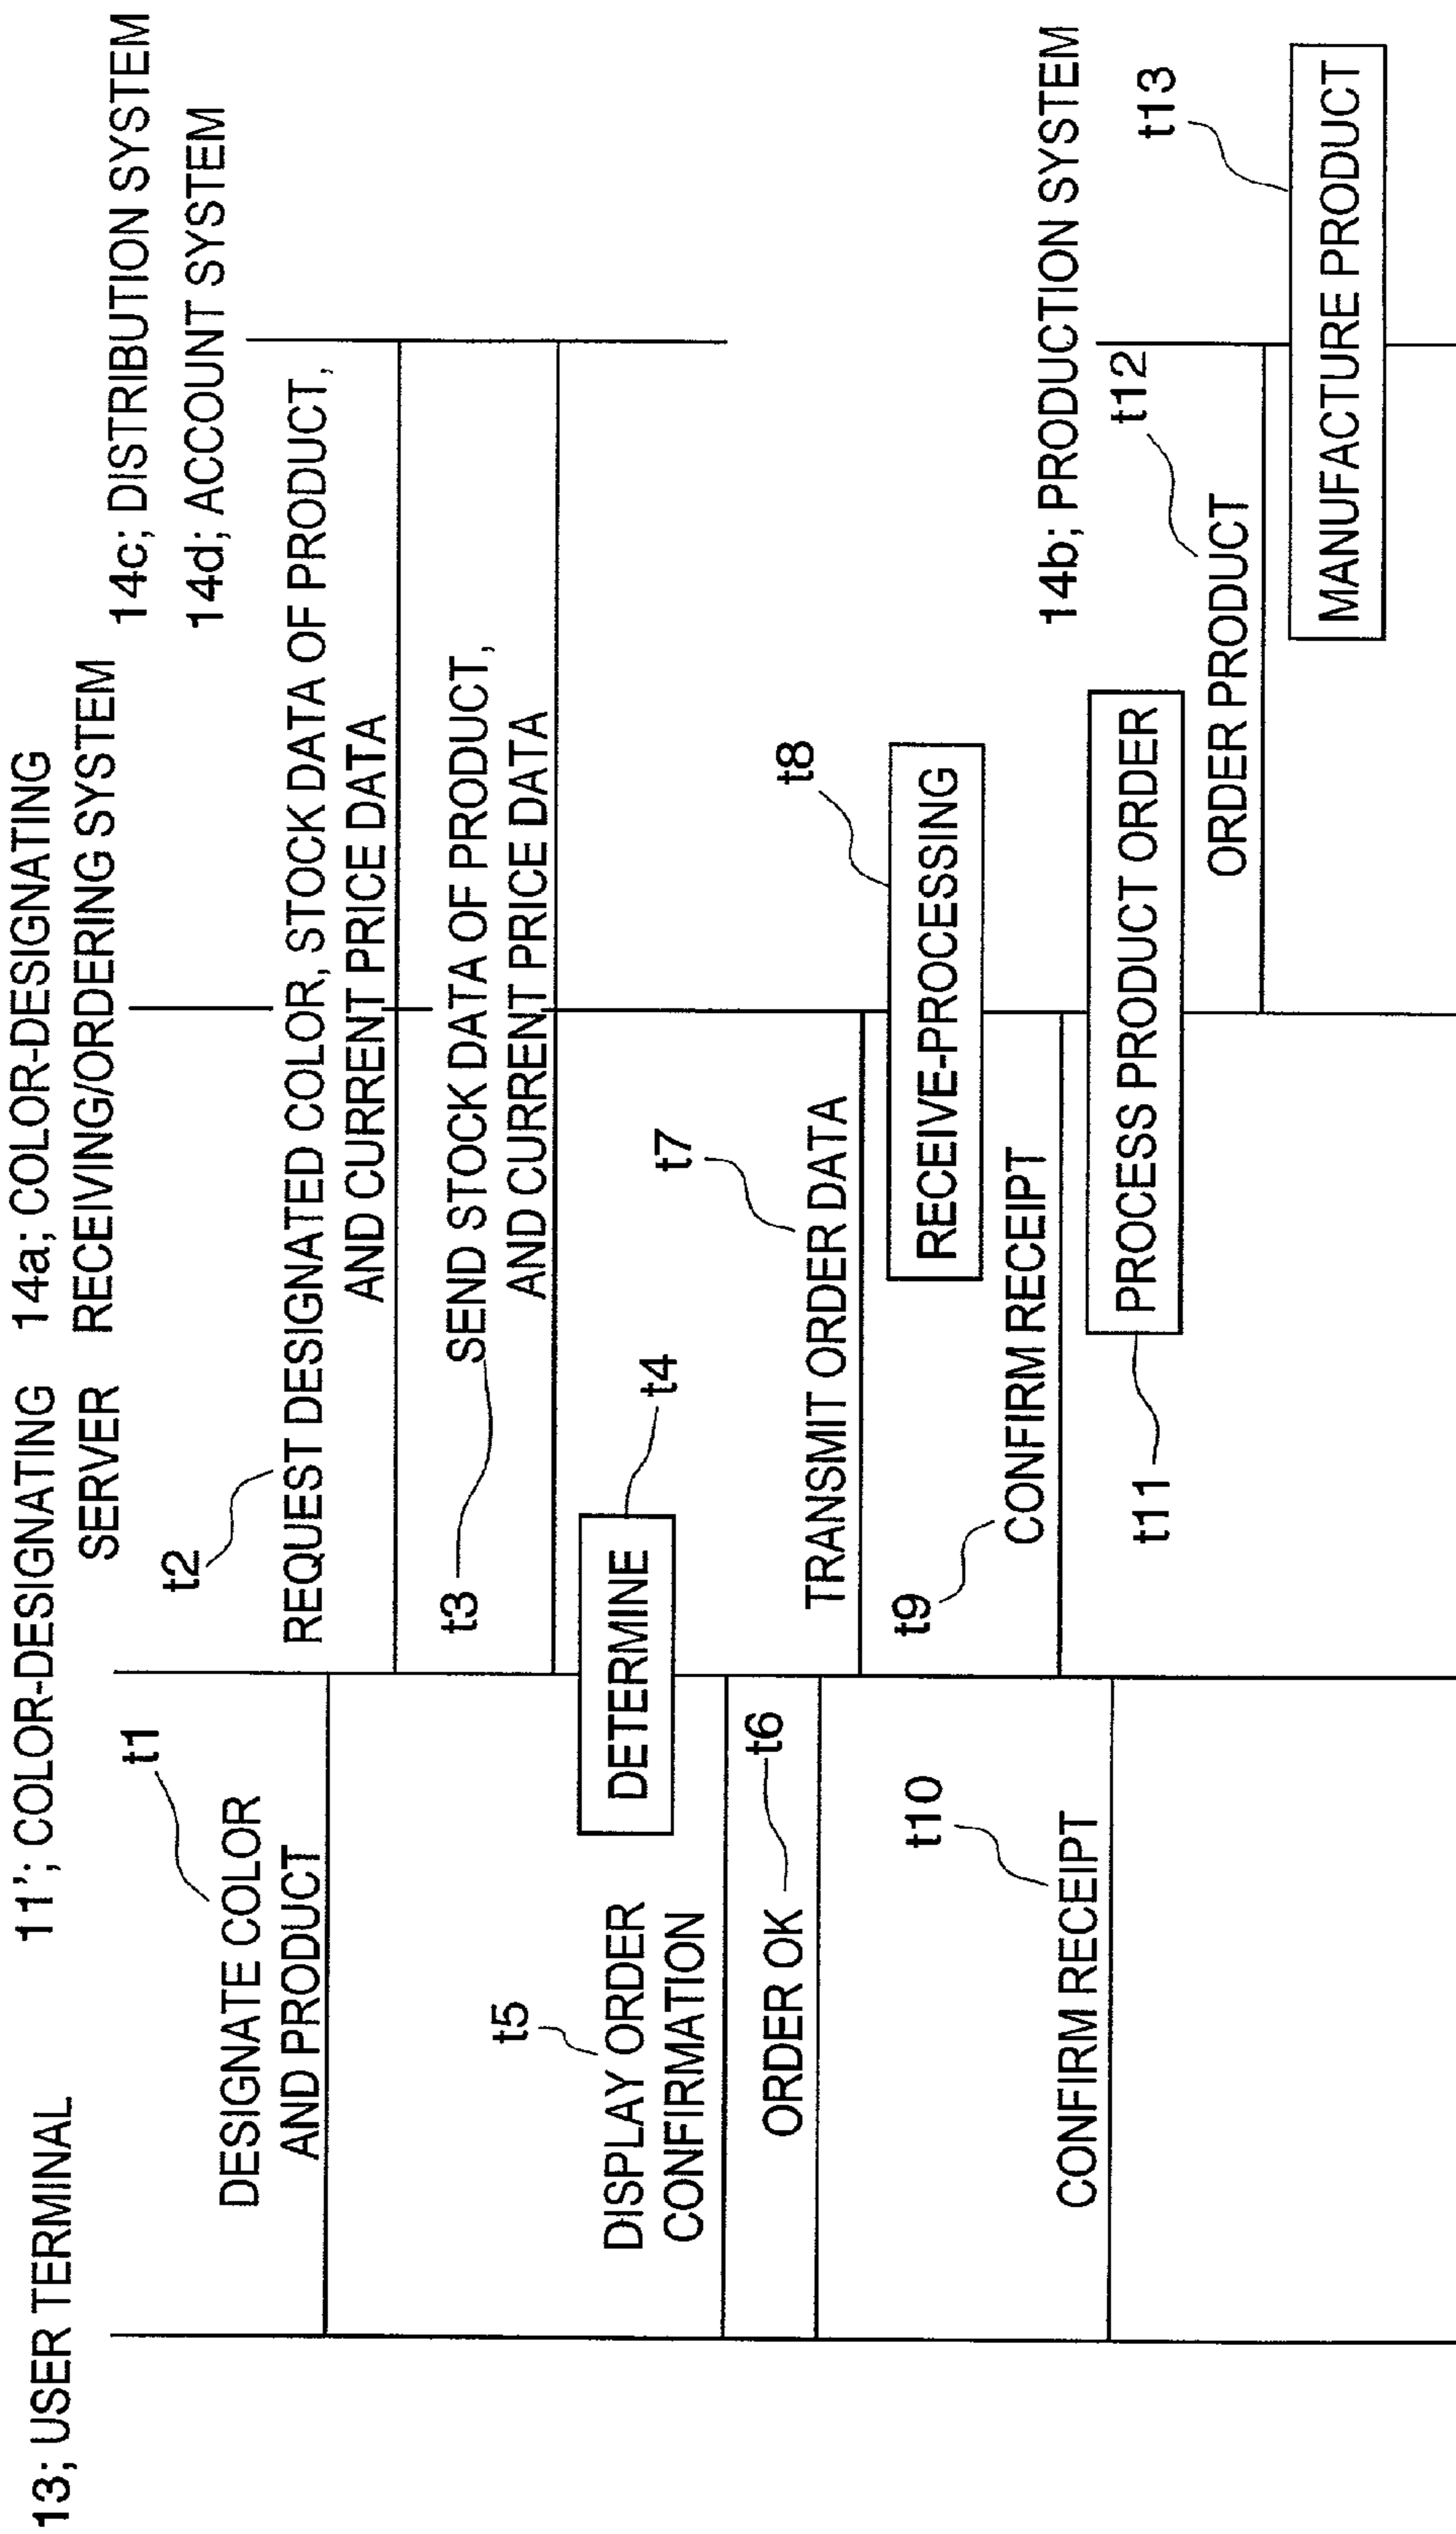 13; USER TERMINAL
11'; COLOR-DESIGNATING
SERVER
14a; COLOR-DESIGNATING
RECEIVING/ORDERING SYSTEM
14c; DISTRIBUTION SYSTEM
14d; ACCOUNT SYSTEM
t1
DESIGNATE COLOR
AND PRODUCT
t2
REQUEST DESIGNATED COLOR, STOCK DATA OF PRODUCT,
AND CURRENT PRICE DATA
t3
SEND STOCK DATA OF PRODUCT,
AND CURRENT PRICE DATA
t4
DETERMINE
t5
DISPLAY ORDER
CONFIRMATION
t6
ORDER OK
t7
TRANSMIT ORDER DATA
t8
RECEIVE-PROCESSING
t9
CONFIRM RECEIPT
t10
CONFIRM RECEIPT
t11
PROCESS PRODUCT ORDER
14b; PRODUCTION SYSTEM
t12
ORDER PRODUCT
t13
MANUFACTURE PRODUCT